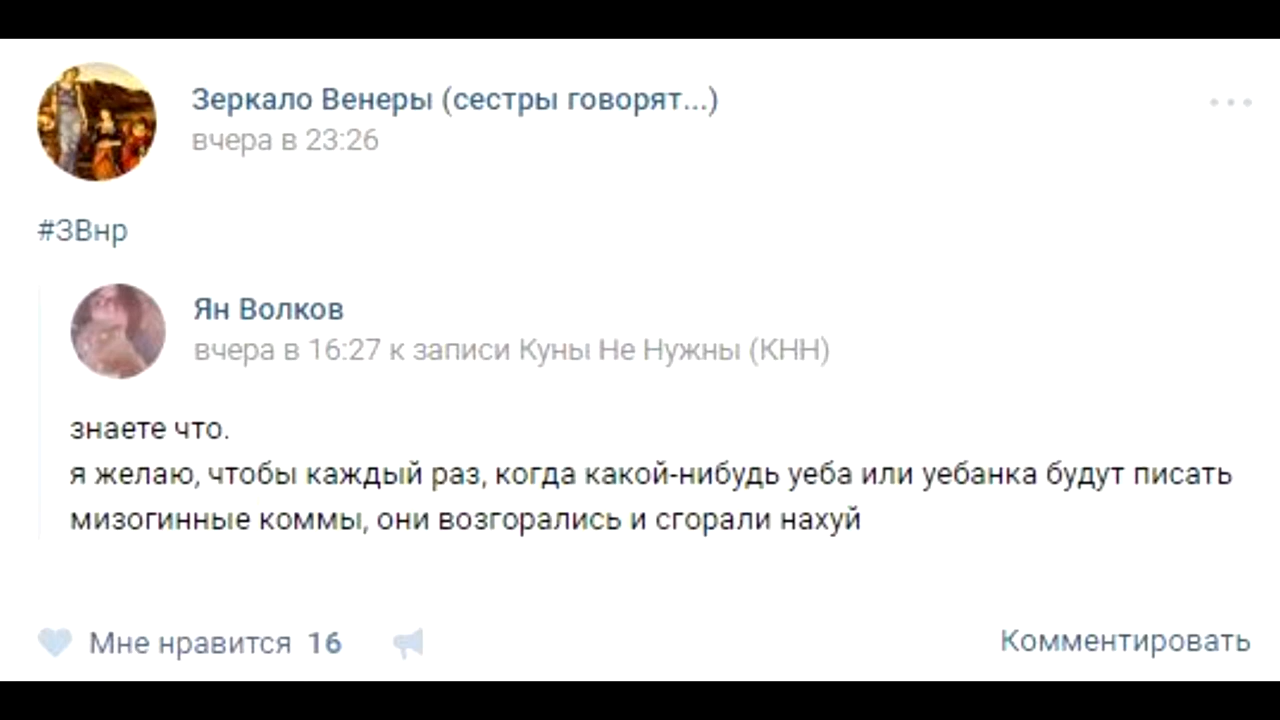 Зеркало Венеры (сестры говорят...)
вчера в 23:26
#ЗВнр
Ян Волков
вчера в 16:27 к записи Куны Не Нужны (КНН)
знаете что.
я желаю, чтобы каждый раз, когда какой-нибудь уеба или уебанка будут писать
мизогинные коммы, они возгорались и сгорали нахуй
Мне нравится 16
Комментировать